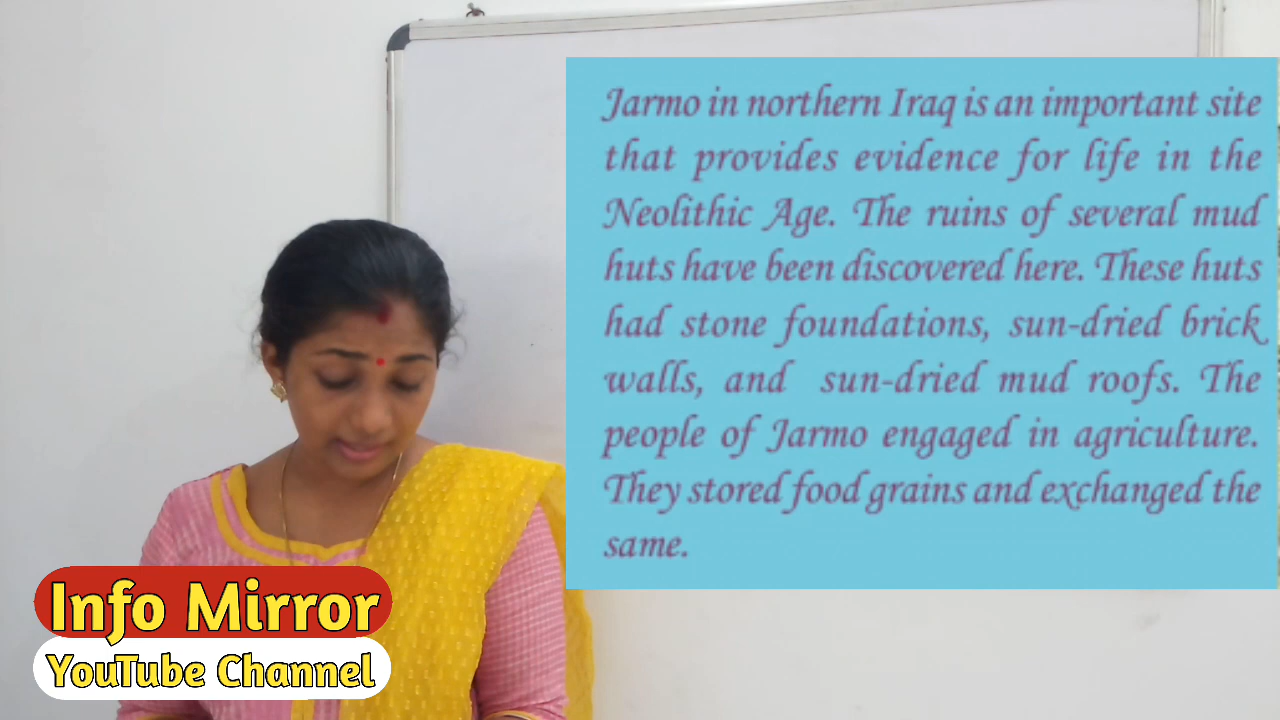 Jarmo in northern Iraq is an important site
that provides evidence for life in the
Neolithic Age. The ruins of several mud
huts have been discovered here. These huts
had stone foundations, sun-dried brick
walls, and sun-dried mud roofs. The
people of Jarmo engaged in agriculture.
They stored food grains and exchanged the
same.
Info Mirror
YouTube Channel